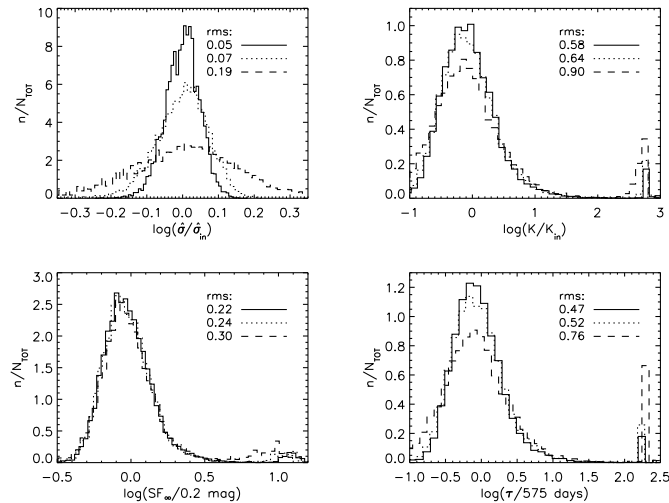 10
8
6
4
2
0
n/N_TOT
rms:
0.05
0.07
0.19
-0.3 -0.2 -0.1 0.0 0.1 0.2 0.3
log(σ̂/σ̂_in)
1.0
0.8
0.6
0.4
0.2
0.0
n/N_TOT
rms:
0.58
0.64
0.90
-1 0 1 2 3
log(K/K_in)
3.0
2.5
2.0
1.5
1.0
0.5
0.0
n/N_TOT
rms:
0.22
0.24
0.30
-0.5 0.0 0.5 1.0
log(SF_∞/0.2 mag)
1.2
1.0
0.8
0.6
0.4
0.2
0.0
n/N_TOT
rms:
0.47
0.52
0.76
-1.0 -0.5 0.0 0.5 1.0 1.5 2.0 2.5
log(τ/575 days)